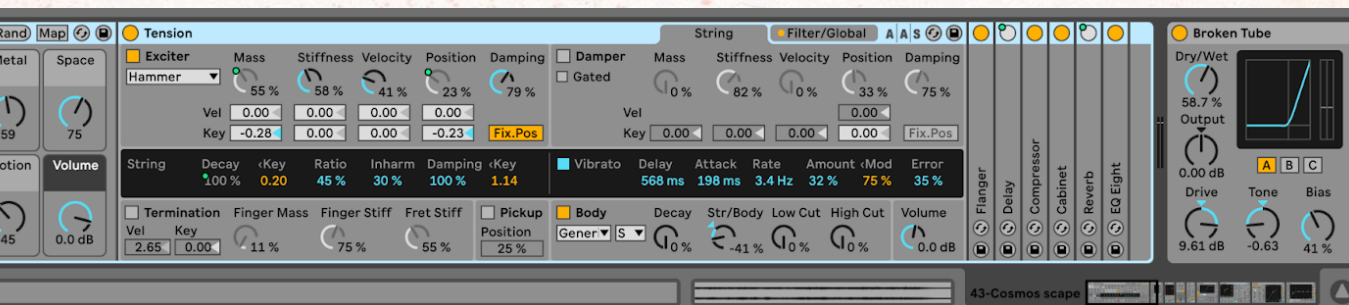 Rand Map
Metal Space
59 75
otion Volume
45 0.0 dB
Tension String Filter/Global A A S
Exciter Mass Stiffness Velocity Position Damping
Hammer 55 % 58 % 41 % 23 % 79 %
Vel 0.00 0.00 0.00 0.00
Key -0.28 0.00 0.00 -0.23 Fix.Pos
Damper Mass Stiffness Velocity Position Damping
Gated 0 % 82 % 0 % 33 % 75 %
Vel 0.00
Key 0.00 0.00 0.00 0.00 Fix.Pos
String Decay ‹Key Ratio Inharm Damping ‹Key
100 % 0.20 45 % 30 % 100 % 1.14
Vibrato Delay Attack Rate Amount ‹Mod Error
568 ms 198 ms 3.4 Hz 32 % 75 % 35 %
Termination Finger Mass Finger Stiff Fret Stiff
Vel Key
2.65 0.00 11 % 75 % 55 %
Pickup
Position
25 %
Body Decay Str/Body Low Cut High Cut Volume
Generi S 0 % -41 % 0 % 0 % 0.0 dB
Flanger
Delay
Compressor
Cabinet
Reverb
EQ Eight
Broken Tube
Dry/Wet
58.7 %
Output
0.00 dB
A B C
Drive Tone Bias
9.61 dB -0.63 41 %
43-Cosmos scape